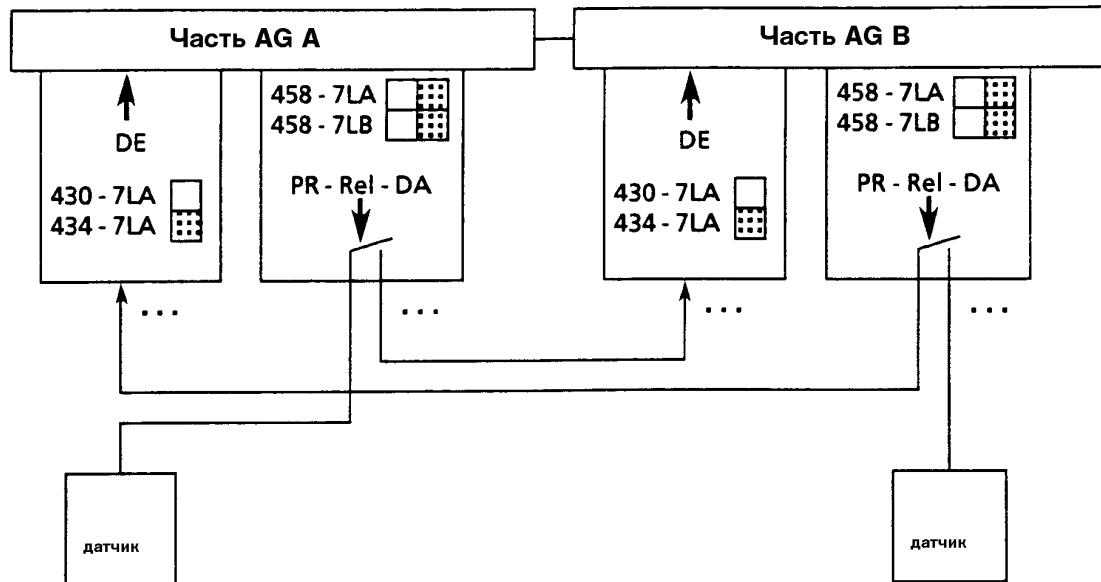 Часть AG A
Часть AG B
DE
430 - 7LA
434 - 7LA
458 - 7LA
458 - 7LB
PR - Rel - DA
DE
430 - 7LA
434 - 7LA
458 - 7LA
458 - 7LB
PR - Rel - DA
...
...
...
...
датчик
датчик